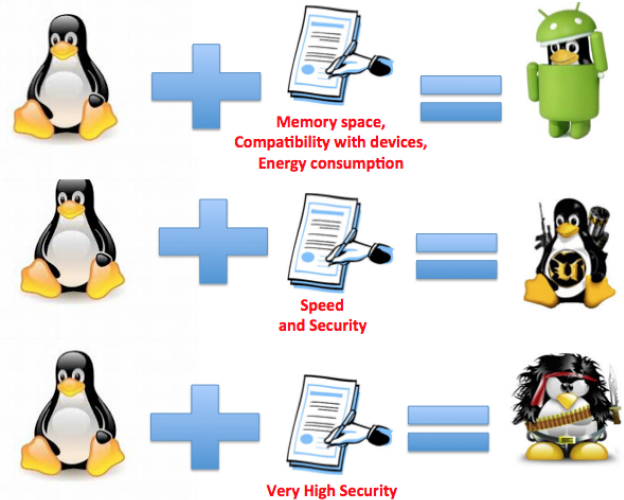 Memory space,
Compatibility with devices,
Energy consumption
Speed
and Security
Very High Security